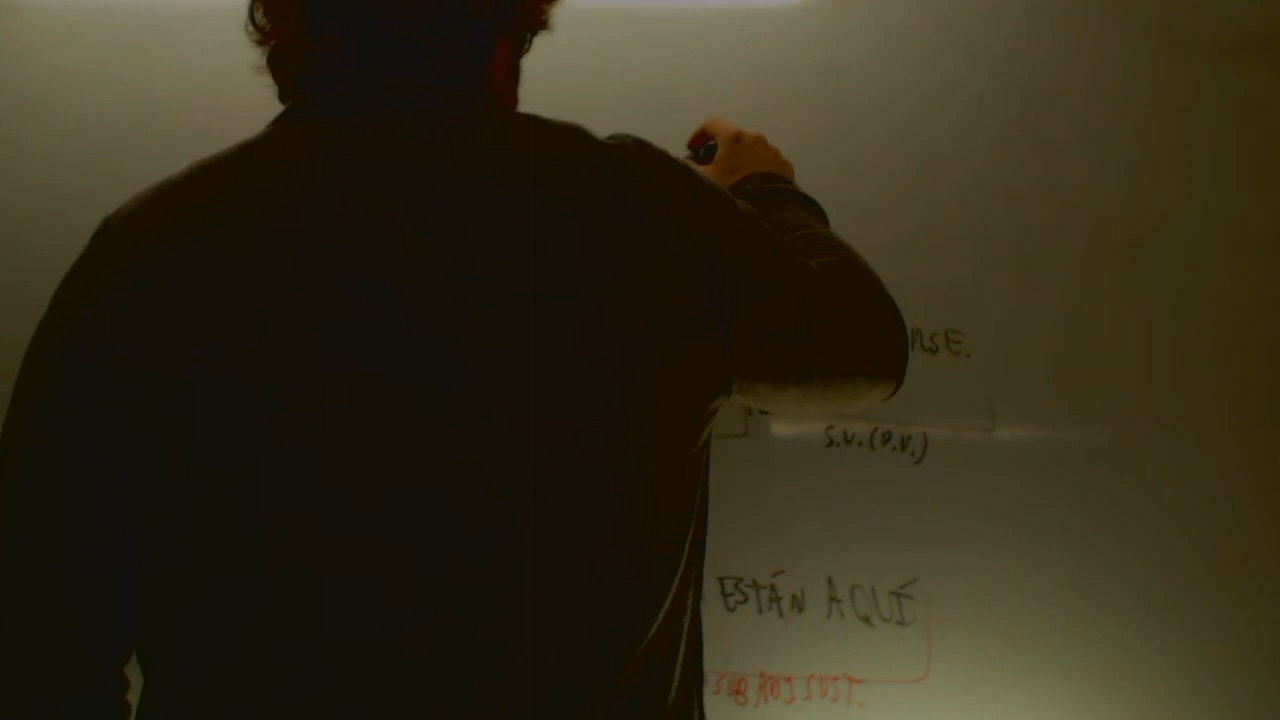 NSE.
S.V.(P.V.)
ESTÁN AQUÍ
SUB ADJ SUST.